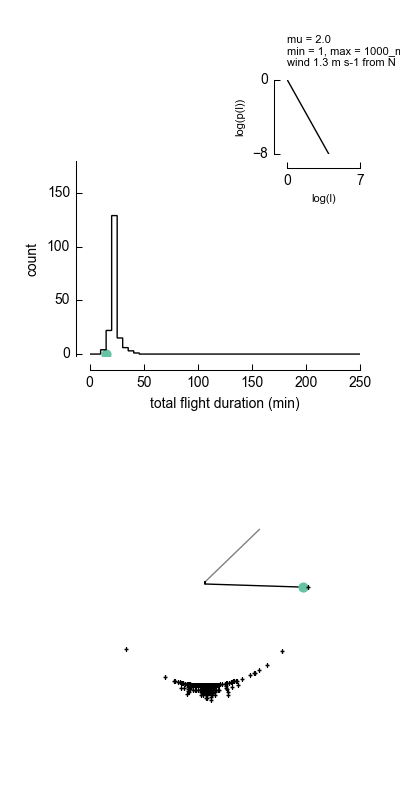 mu = 2.0
min = 1, max = 1000_m
wind 1.3 m s-1 from N
0
log(p(l))
−8
0
7
log(l)
150
100
50
0
count
0
50
100
150
200
250
total flight duration (min)